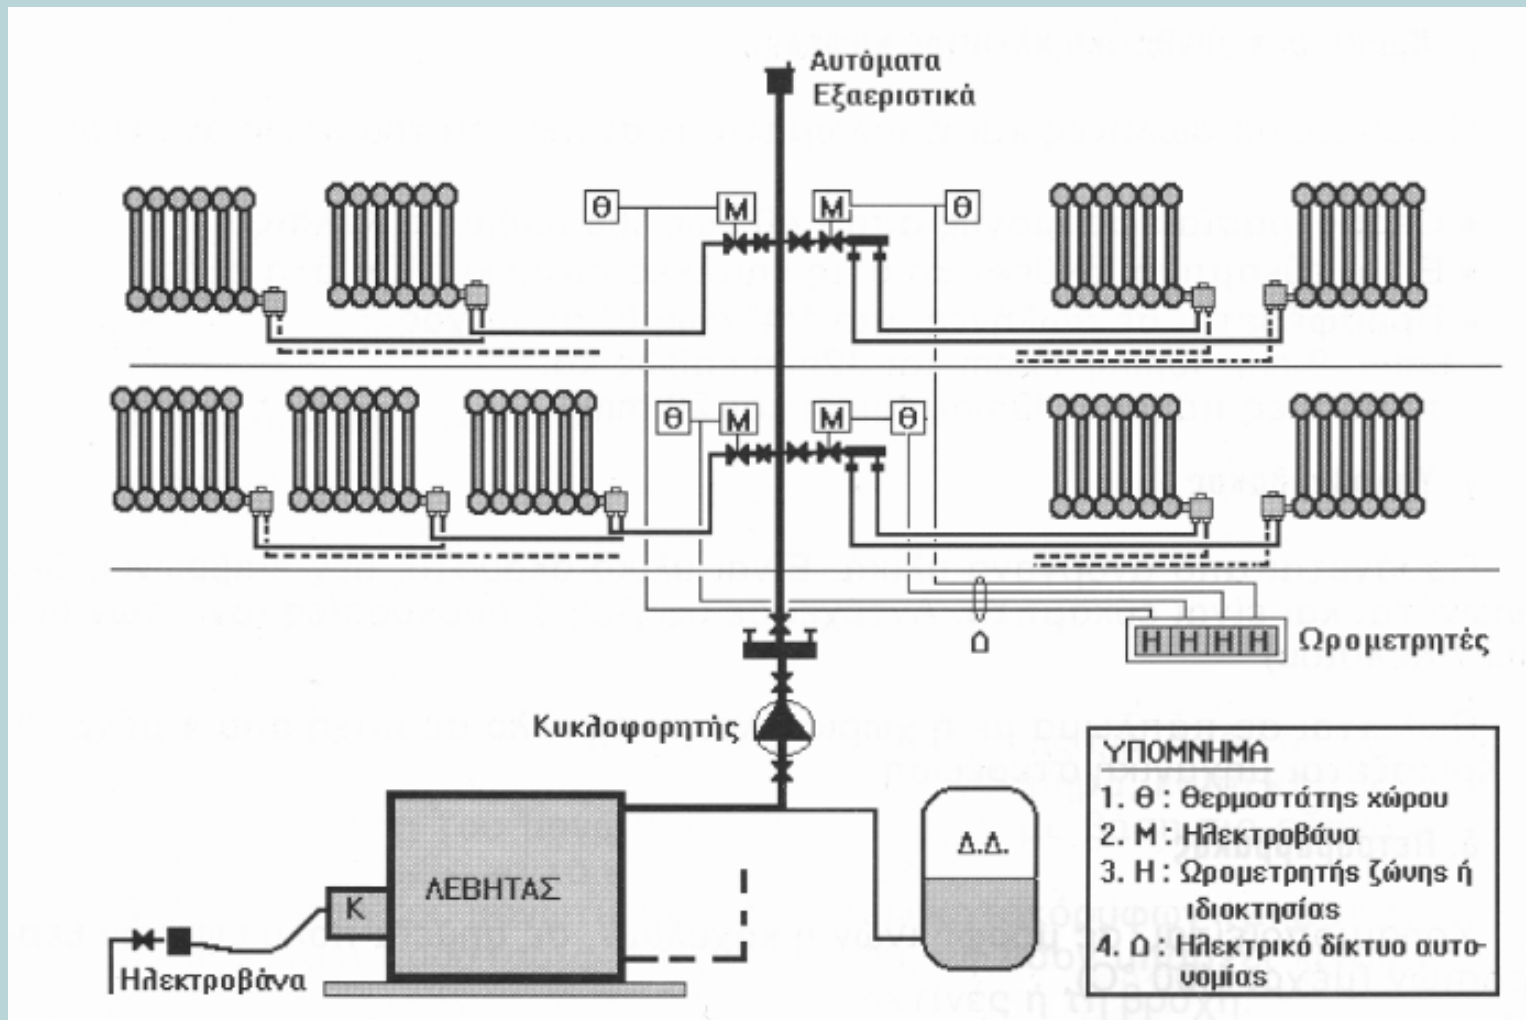 Αυτόματα
Εξαεριστικά
Θ M M Θ
Θ M M Θ
Ω
H H H H Ωρομετρητές
Κυκλοφορητής
ΛΕΒΗΤΑΣ
K
Ηλεκτροβάνα
Δ.Δ.
ΥΠΟΜΝΗΜΑ
1. Θ : Θερμοστάτης χώρου
2. M : Ηλεκτροβάνα
3. H : Ωρομετρητής ζώνης ή
ιδιοκτησίας
4. Ω : Ηλεκτρικό δίκτυο αυτο-
νομίας